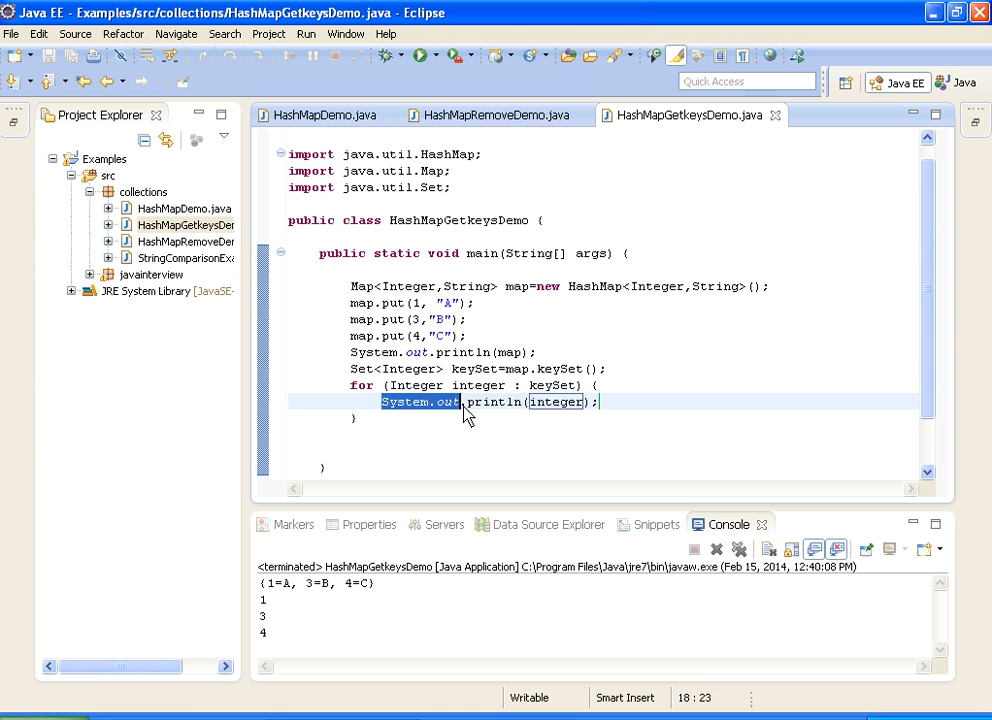 Java EE - Examples/src/collections/HashMapGetkeysDemo.java - Eclipse
File Edit Source Refactor Navigate Search Project Run Window Help
Quick Access
Java EE
Java
Project Explorer
Examples
src
collections
HashMapDemo.java
HashMapGetkeysDer
HashMapRemoveDer
StringComparisonExa
javainterview
JRE System Library [JavaSE-
HashMapDemo.java HashMapRemoveDemo.java HashMapGetkeysDemo.java
import java.util.HashMap;
import java.util.Map;
import java.util.Set;
public class HashMapGetkeysDemo {
public static void main(String[] args) {
Map<Integer,String> map=new HashMap<Integer,String>();
map.put(1, "A");
map.put(3,"B");
map.put(4,"C");
System.out.println(map);
Set<Integer> keySet=map.keySet();
for (Integer integer : keySet) {
System.out.println(integer);
}
}
Markers Properties Servers Data Source Explorer Snippets Console
<terminated> HashMapGetkeysDemo [Java Application] C:\Program Files\Java\jre7\bin\javaw.exe (Feb 15, 2014, 12:40:08 PM)
{1=A, 3=B, 4=C}
1
3
4
Writable Smart Insert 18 : 23